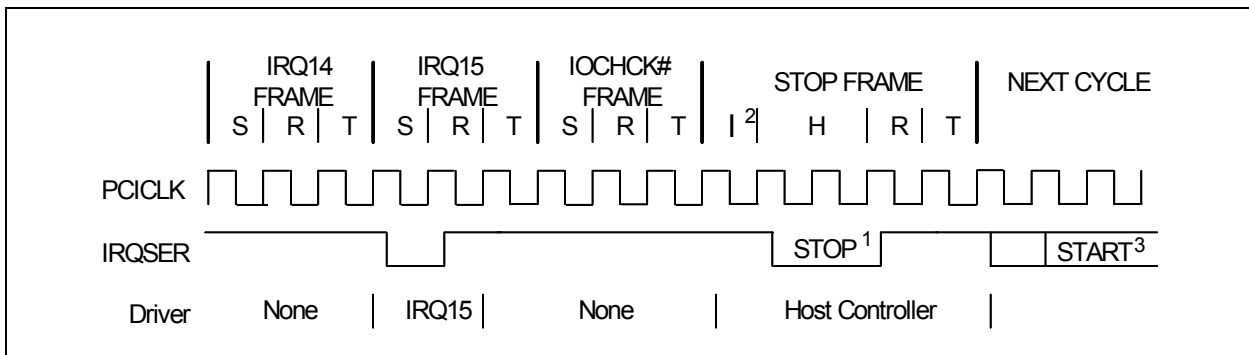 IRQ14 IRQ15 IOCHCK#
FRAME FRAME FRAME STOP FRAME NEXT CYCLE
S R T S R T S R T I 2 H R T
PCICLK
IRQSER STOP 1 START 3
Driver None IRQ15 None Host Controller